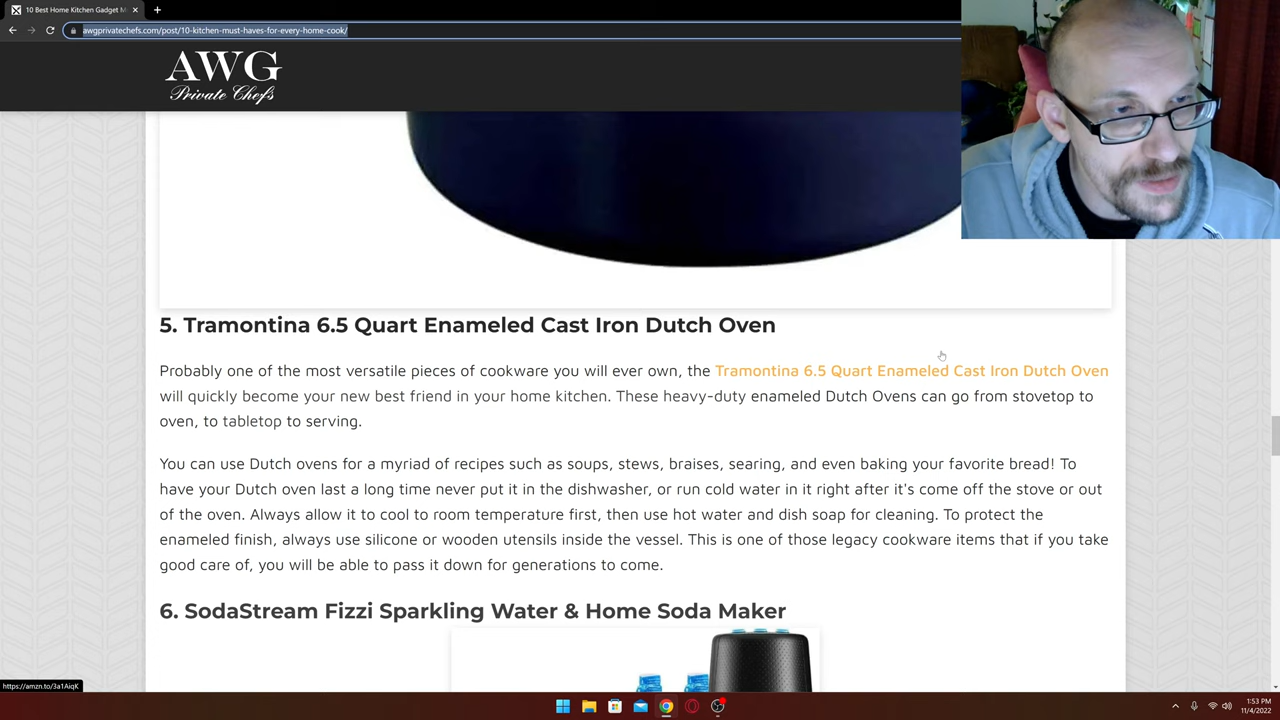 10 Best Home Kitchen Gadget M
awgprivatechefs.com/post/10-kitchen-must-haves-for-every-home-cook/
AWG
Private Chefs
5. Tramontina 6.5 Quart Enameled Cast Iron Dutch Oven
Probably one of the most versatile pieces of cookware you will ever own, the Tramontina 6.5 Quart Enameled Cast Iron Dutch Oven
will quickly become your new best friend in your home kitchen. These heavy-duty enameled Dutch Ovens can go from stovetop to
oven, to tabletop to serving.
You can use Dutch ovens for a myriad of recipes such as soups, stews, braises, searing, and even baking your favorite bread! To
have your Dutch oven last a long time never put it in the dishwasher, or run cold water in it right after it's come off the stove or out
of the oven. Always allow it to cool to room temperature first, then use hot water and dish soap for cleaning. To protect the
enameled finish, always use silicone or wooden utensils inside the vessel. This is one of those legacy cookware items that if you take
good care of, you will be able to pass it down for generations to come.
6. SodaStream Fizzi Sparkling Water & Home Soda Maker
https://amzn.to/3a1AiqK
1:53 PM
11/4/2022